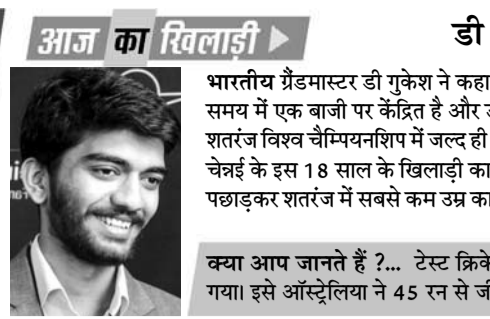 आज का खिलाड़ी
डी
भारतीय ग्रैंडमास्टर डी गुकेश ने कहा
समय में एक बाजी पर केंद्रित है और
शतरंज विश्व चैम्पियनशिप में जल्द ही
चेन्नई के इस 18 साल के खिलाड़ी का
पछाड़कर शतरंज में सबसे कम उम्र का
क्या आप जानते हैं ?... टेस्ट
गया। इसे ऑस्ट्रेलिया ने 45 रन से